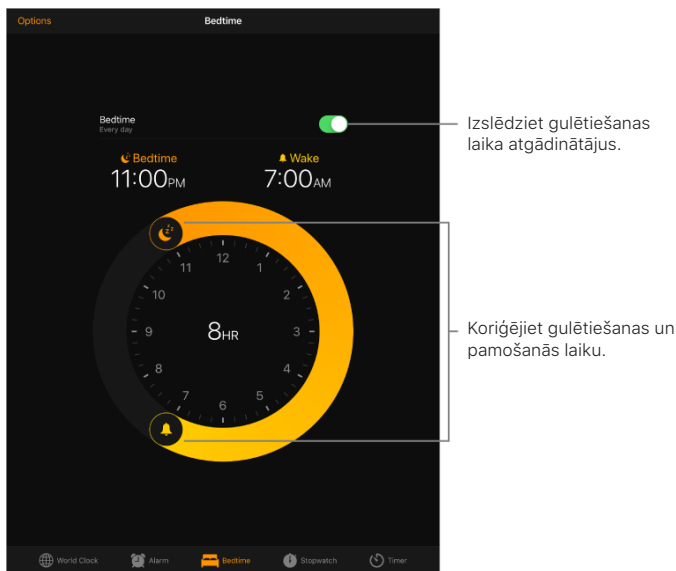 Options
Bedtime
Bedtime
Every day
Izslēdziet gulētiešanas
laika atgādinātājus.
Bedtime
Wake
11:00PM
7:00AM
12
11
1
10
2
9
8HR
3
8
4
7
5
6
Koriģējiet gulētiešanas un
pamošanās laiku.
World Clock
Alarm
Bedtime
Stopwatch
Timer